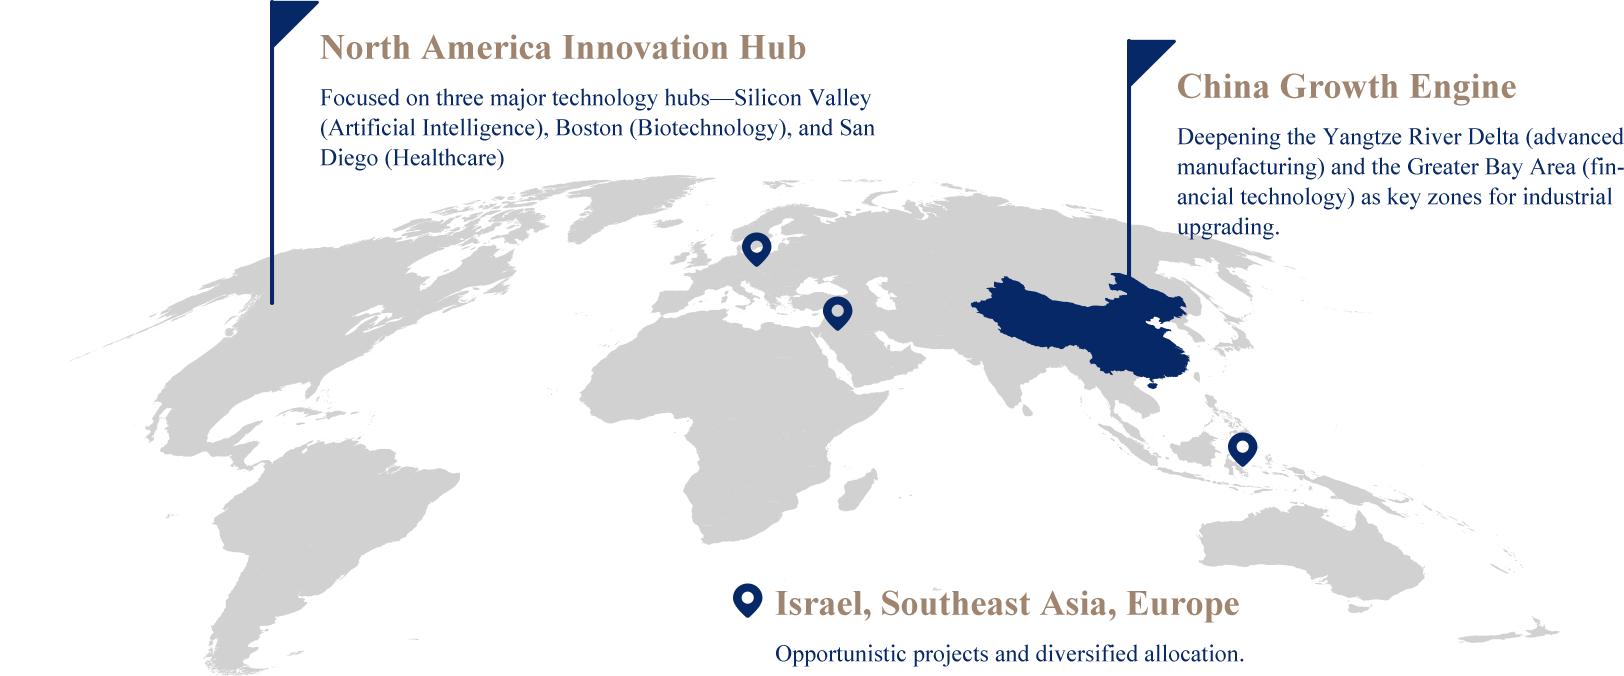 North America Innovation Hub
Focused on three major technology hubs—Silicon Valley
(Artificial Intelligence), Boston (Biotechnology), and San
Diego (Healthcare)
China Growth Engine
Deepening the Yangtze River Delta (advanced
manufacturing) and the Greater Bay Area (fin-
ancial technology) as key zones for industrial
upgrading.
Israel, Southeast Asia, Europe
Opportunistic projects and diversified allocation.